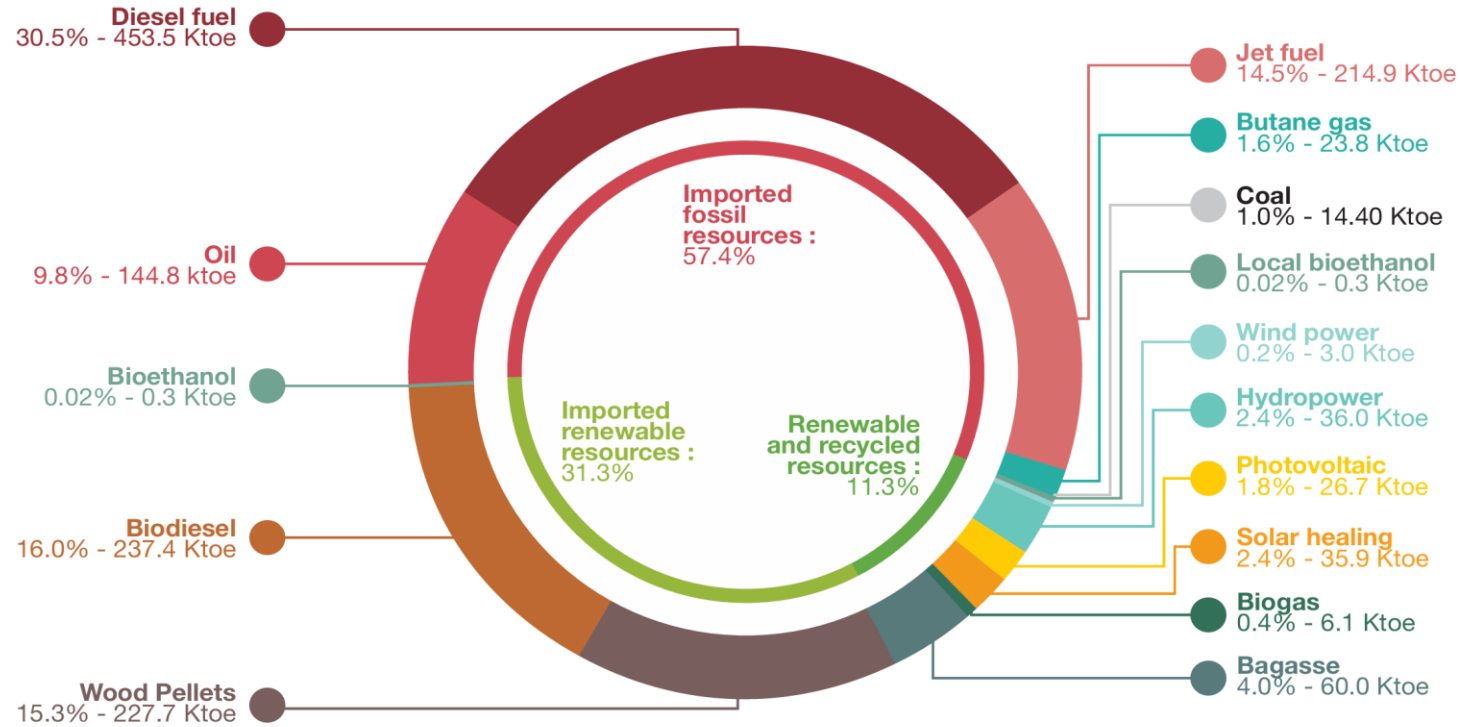 Diesel fuel
30.5% - 453.5 Ktoe
Oil
9.8% - 144.8 ktoe
Bioethanol
0.02% - 0.3 Ktoe
Biodiesel
16.0% - 237.4 Ktoe
Wood Pellets
15.3% - 227.7 Ktoe
Imported
fossil
resources :
57.4%
Imported
renewable
resources :
31.3%
Renewable
and recycled
resources :
11.3%
Jet fuel
14.5% - 214.9 Ktoe
Butane gas
1.6% - 23.8 Ktoe
Coal
1.0% - 14.40 Ktoe
Local bioethanol
0.02% - 0.3 Ktoe
Wind power
0.2% - 3.0 Ktoe
Hydropower
2.4% - 36.0 Ktoe
Photovoltaic
1.8% - 26.7 Ktoe
Solar healing
2.4% - 35.9 Ktoe
Biogas
0.4% - 6.1 Ktoe
Bagasse
4.0% - 60.0 Ktoe